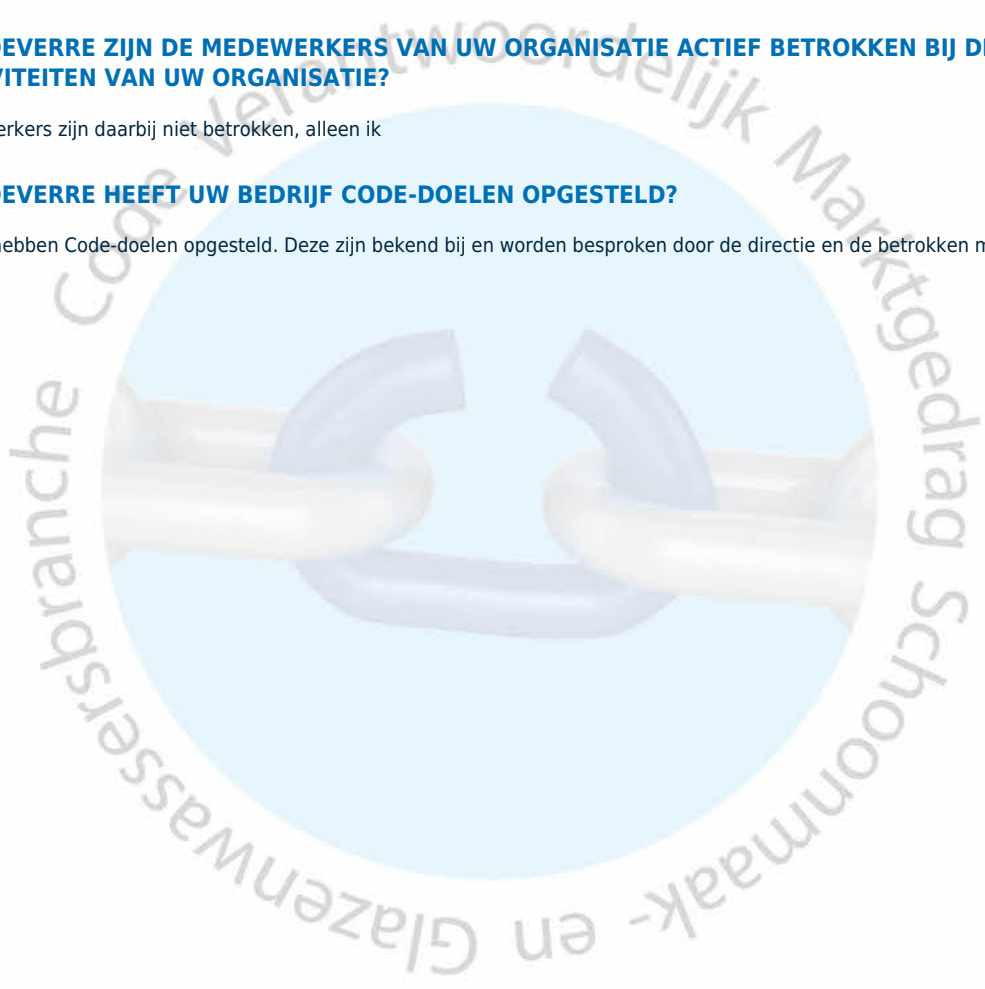 OEVERRE ZIJN DE MEDEWERKERS VAN UW ORGANISATIE ACTIEF BETROKKEN BIJ DE
VITEITEN VAN UW ORGANISATIE?
erkers zijn daarbij niet betrokken, alleen ik
OEVERRE HEEFT UW BEDRIJF CODE-DOELEN OPGESTELD?
hebben Code-doelen opgesteld. Deze zijn bekend bij en worden besproken door de directie en de betrokken m
Code Verantwoordelijk Marktgedrag Schoonmaak- en Glazenwassersbranche